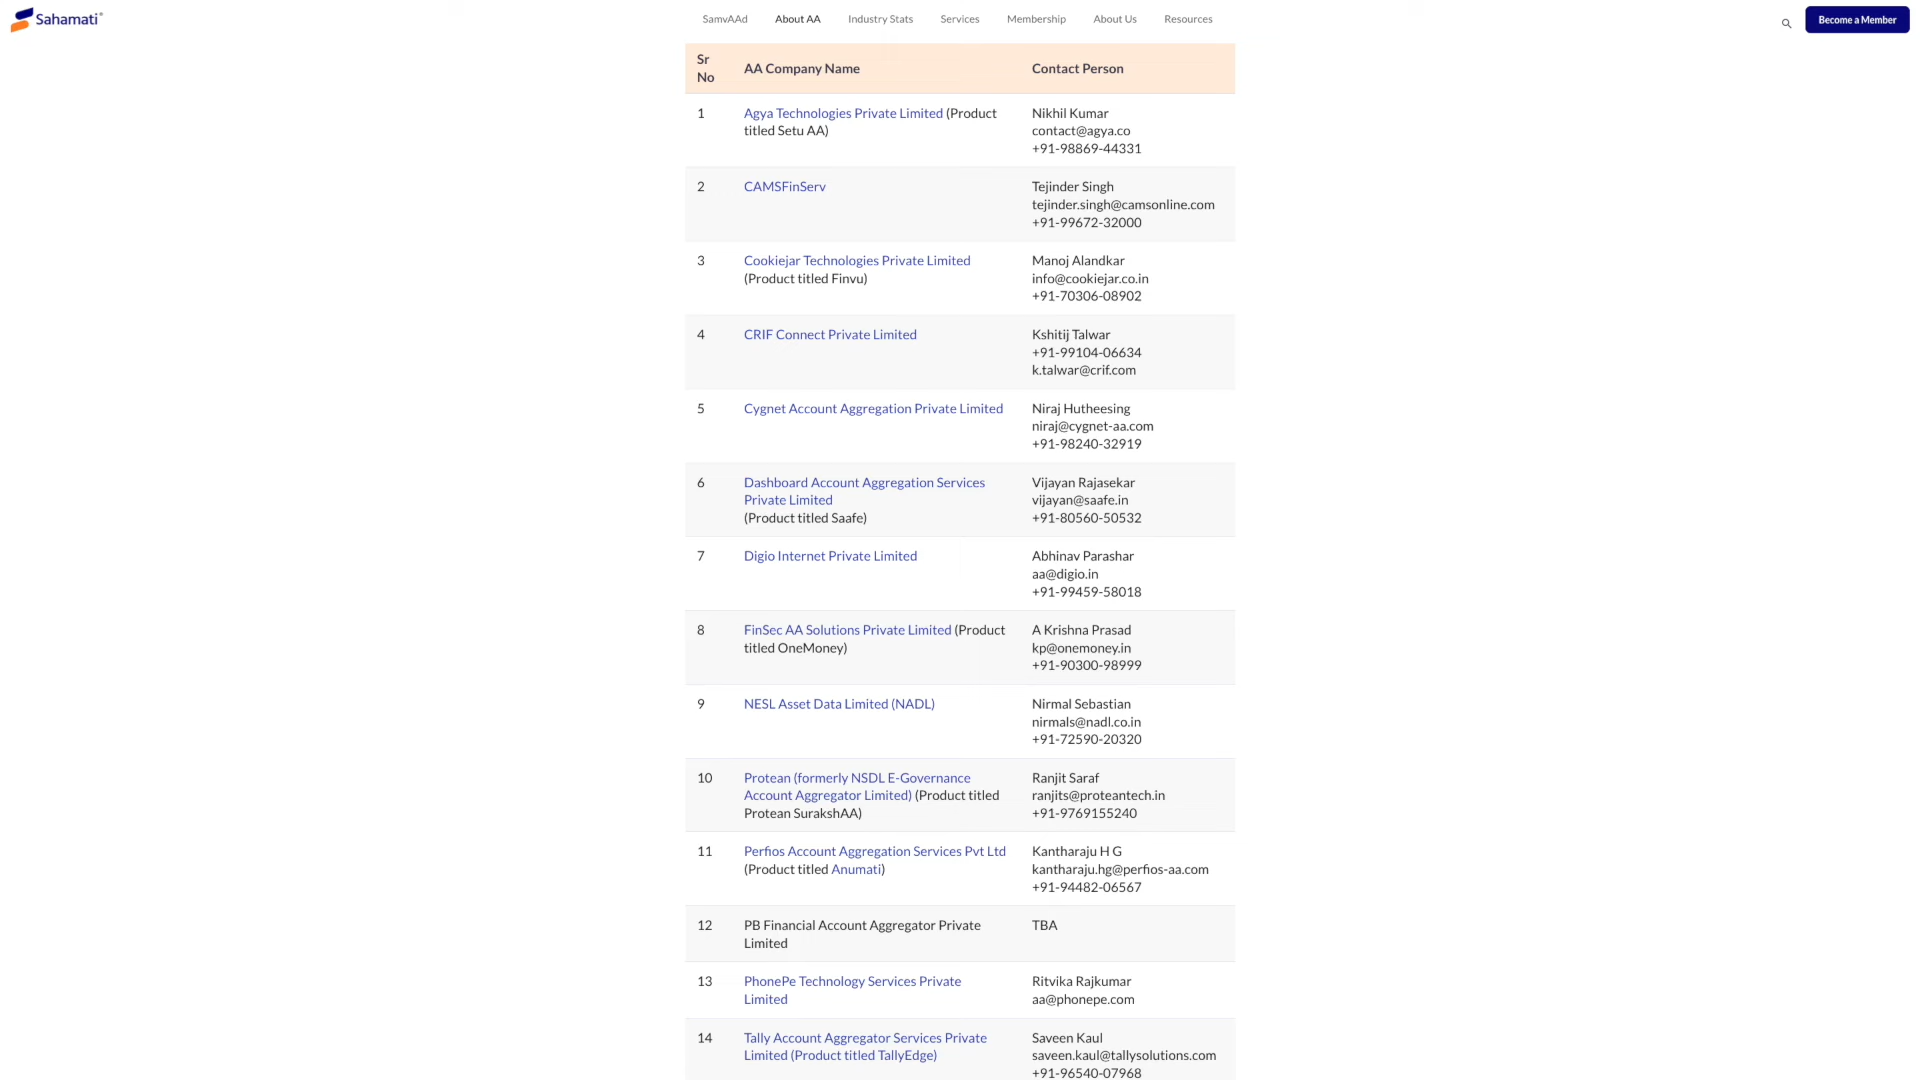 Sahamati
SamvAAd
About AA
Industry Stats
Services
Membership
About Us
Resources
Become a Member
Sr No
AA Company Name
Contact Person
1
Agya Technologies Private Limited (Product
titled Setu AA)
Nikhil Kumar
contact@agya.co
+91-98869-44331
2
CAMSFinServ
Tejinder Singh
tejinder.singh@camsonline.com
+91-99672-32000
3
Cookiejar Technologies Private Limited
(Product titled Finvu)
Manoj Alandkar
info@cookiejar.co.in
+91-70306-08902
4
CRIF Connect Private Limited
Kshitij Talwar
+91-99104-06634
k.talwar@crif.com
5
Cygnet Account Aggregation Private Limited
Niraj Hutheesing
niraj@cygnet-aa.com
+91-98240-32919
6
Dashboard Account Aggregation Services
Private Limited
(Product titled Saafe)
Vijayan Rajasekar
vijayan@saafe.in
+91-80560-50532
7
Digio Internet Private Limited
Abhinav Parashar
aa@digio.in
+91-99459-58018
8
FinSec AA Solutions Private Limited (Product
titled OneMoney)
A Krishna Prasad
kp@onemoney.in
+91-90300-98999
9
NESL Asset Data Limited (NADL)
Nirmal Sebastian
nirmals@nadl.co.in
+91-72590-20320
10
Protean (formerly NSDL E-Governance
Account Aggregator Limited) (Product titled
Protean SurakshAA)
Ranjit Saraf
ranjits@proteantech.in
+91-9769155240
11
Perfios Account Aggregation Services Pvt Ltd
(Product titled Anumati)
Kantharaju H G
kantharaju.hg@perfios-aa.com
+91-94482-06567
12
PB Financial Account Aggregator Private
Limited
TBA
13
PhonePe Technology Services Private
Limited
Ritvika Rajkumar
aa@phonepe.com
14
Tally Account Aggregator Services Private
Limited (Product titled TallyEdge)
Saveen Kaul
saveen.kaul@tallysolutions.com
+91-96540-07968